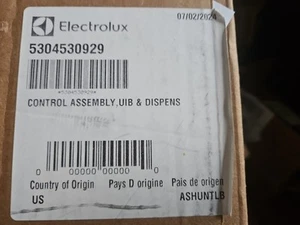 Electrolux 07/02/2024
5304530929
*5304530929*
CONTROL ASSEMBLY,UIB & DISPENS
0 00000 00000 0
Country of Origin Pays D origine Pais de origen
US ASHUNTLB